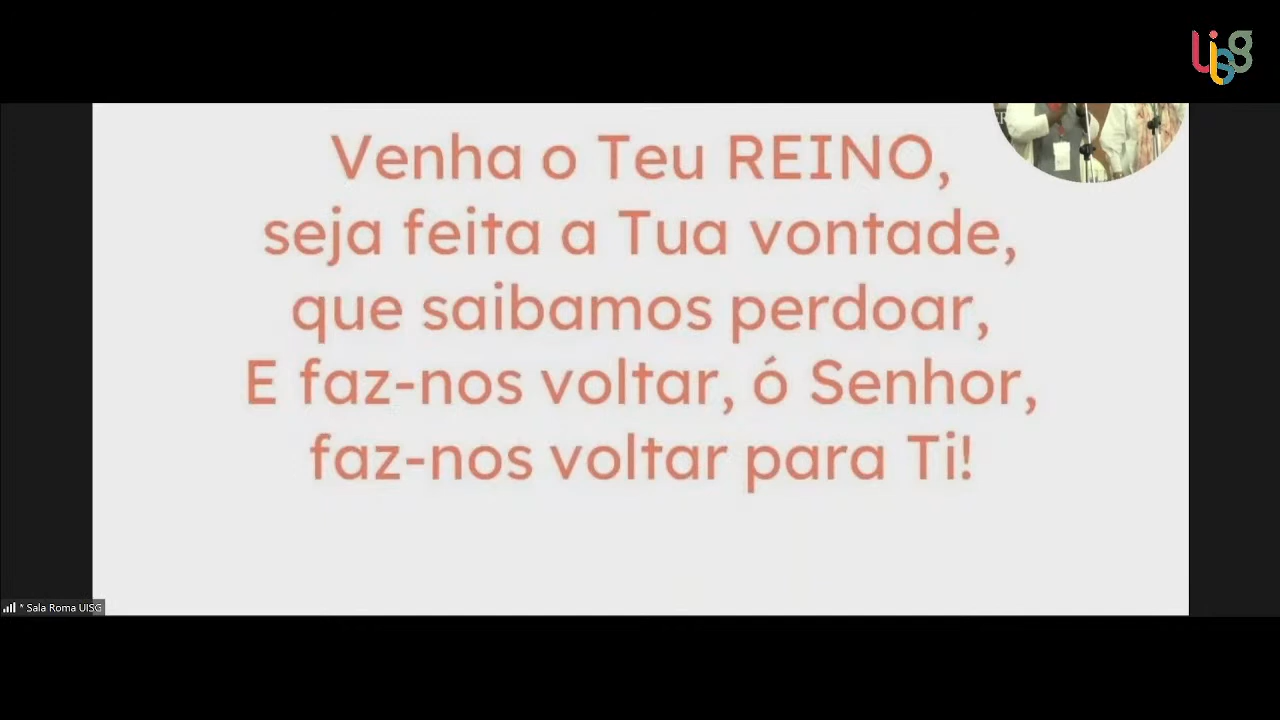 uisg
Venha o Teu REINO,
seja feita a Tua vontade,
que saibamos perdoar,
E faz-nos voltar, ó Senhor,
faz-nos voltar para Ti!
* Sala Roma UISG